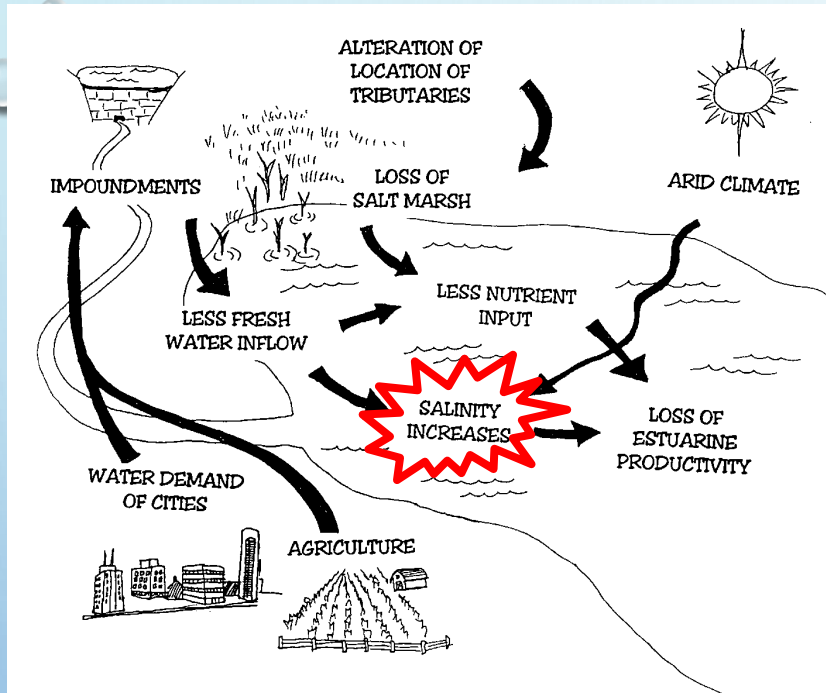 ALTERATION OF
LOCATION OF
TRIBUTARIES
IMPOUNDMENTS
LOSS OF
SALT MARSH
ARID CLIMATE
LESS FRESH
WATER INFLOW
LESS NUTRIENT
INPUT
SALINITY
INCREASES
LOSS OF
ESTUARINE
PRODUCTIVITY
WATER DEMAND
OF CITIES
AGRICULTURE